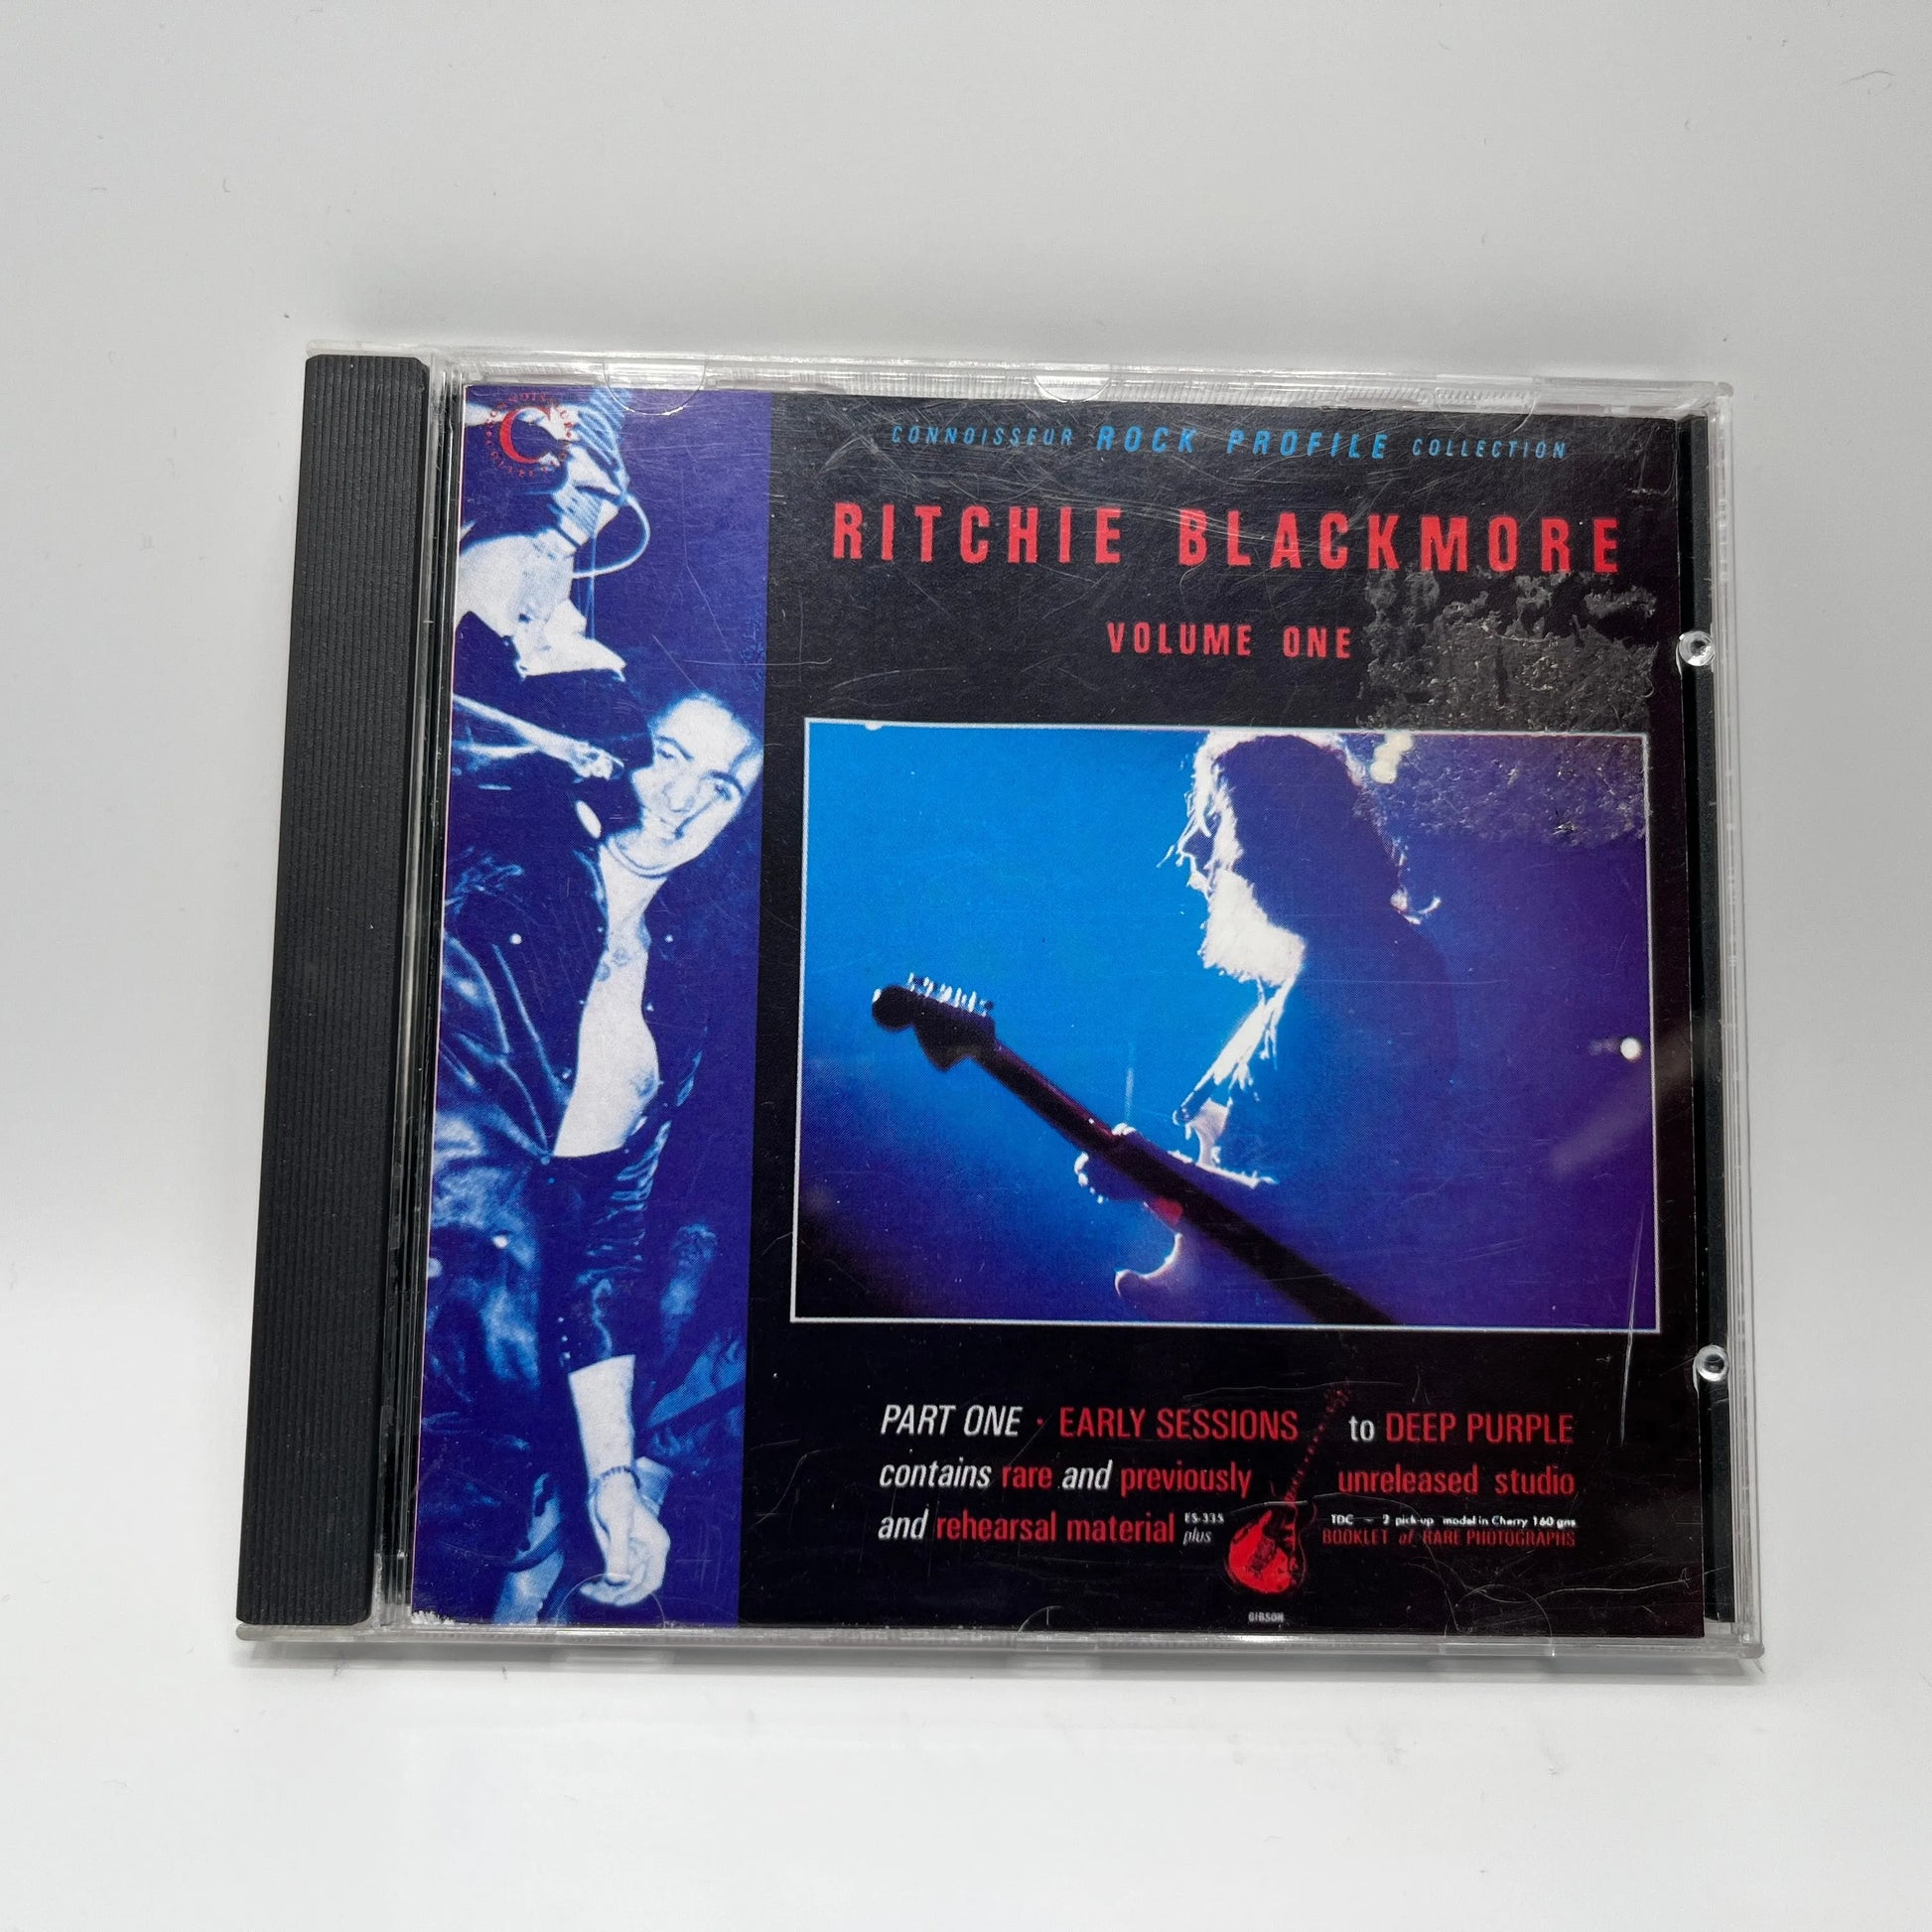 C
CONNOISSEUR ROCK PROFILE COLLECTION
RITCHIE BLACKMORE
VOLUME ONE
PART ONE · EARLY SESSIONS to DEEP PURPLE
contains rare and previously unreleased studio
and rehearsal material plus BOOKLET of RARE PHOTOGRAPHS
ES-335 TDC – 2 pick-up model in Cherry 160 gns
GIBSON